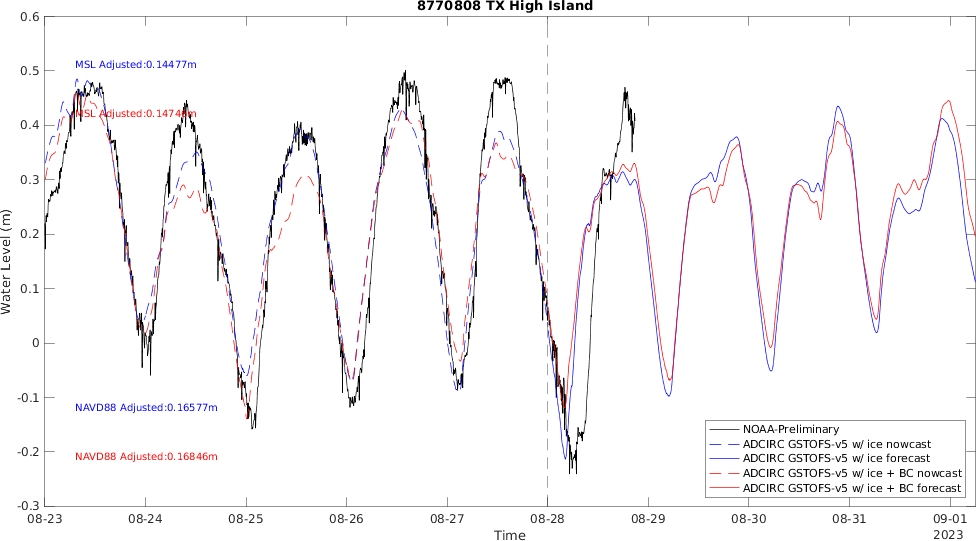 8770808 TX High Island
0.6
0.5
0.4
0.3
0.2
0.1
0
-0.1
-0.2
-0.3
Water Level (m)
MSL Adjusted:0.14477m
MSL Adjusted:0.14746m
NAVD88 Adjusted:0.16577m
NAVD88 Adjusted:0.16846m
NOAA-Preliminary
ADCIRC GSTOFS-v5 w/ ice nowcast
ADCIRC GSTOFS-v5 w/ ice forecast
ADCIRC GSTOFS-v5 w/ ice + BC nowcast
ADCIRC GSTOFS-v5 w/ ice + BC forecast
08-23 08-24 08-25 08-26 08-27 08-28 08-29 08-30 08-31 09-01
2023
Time